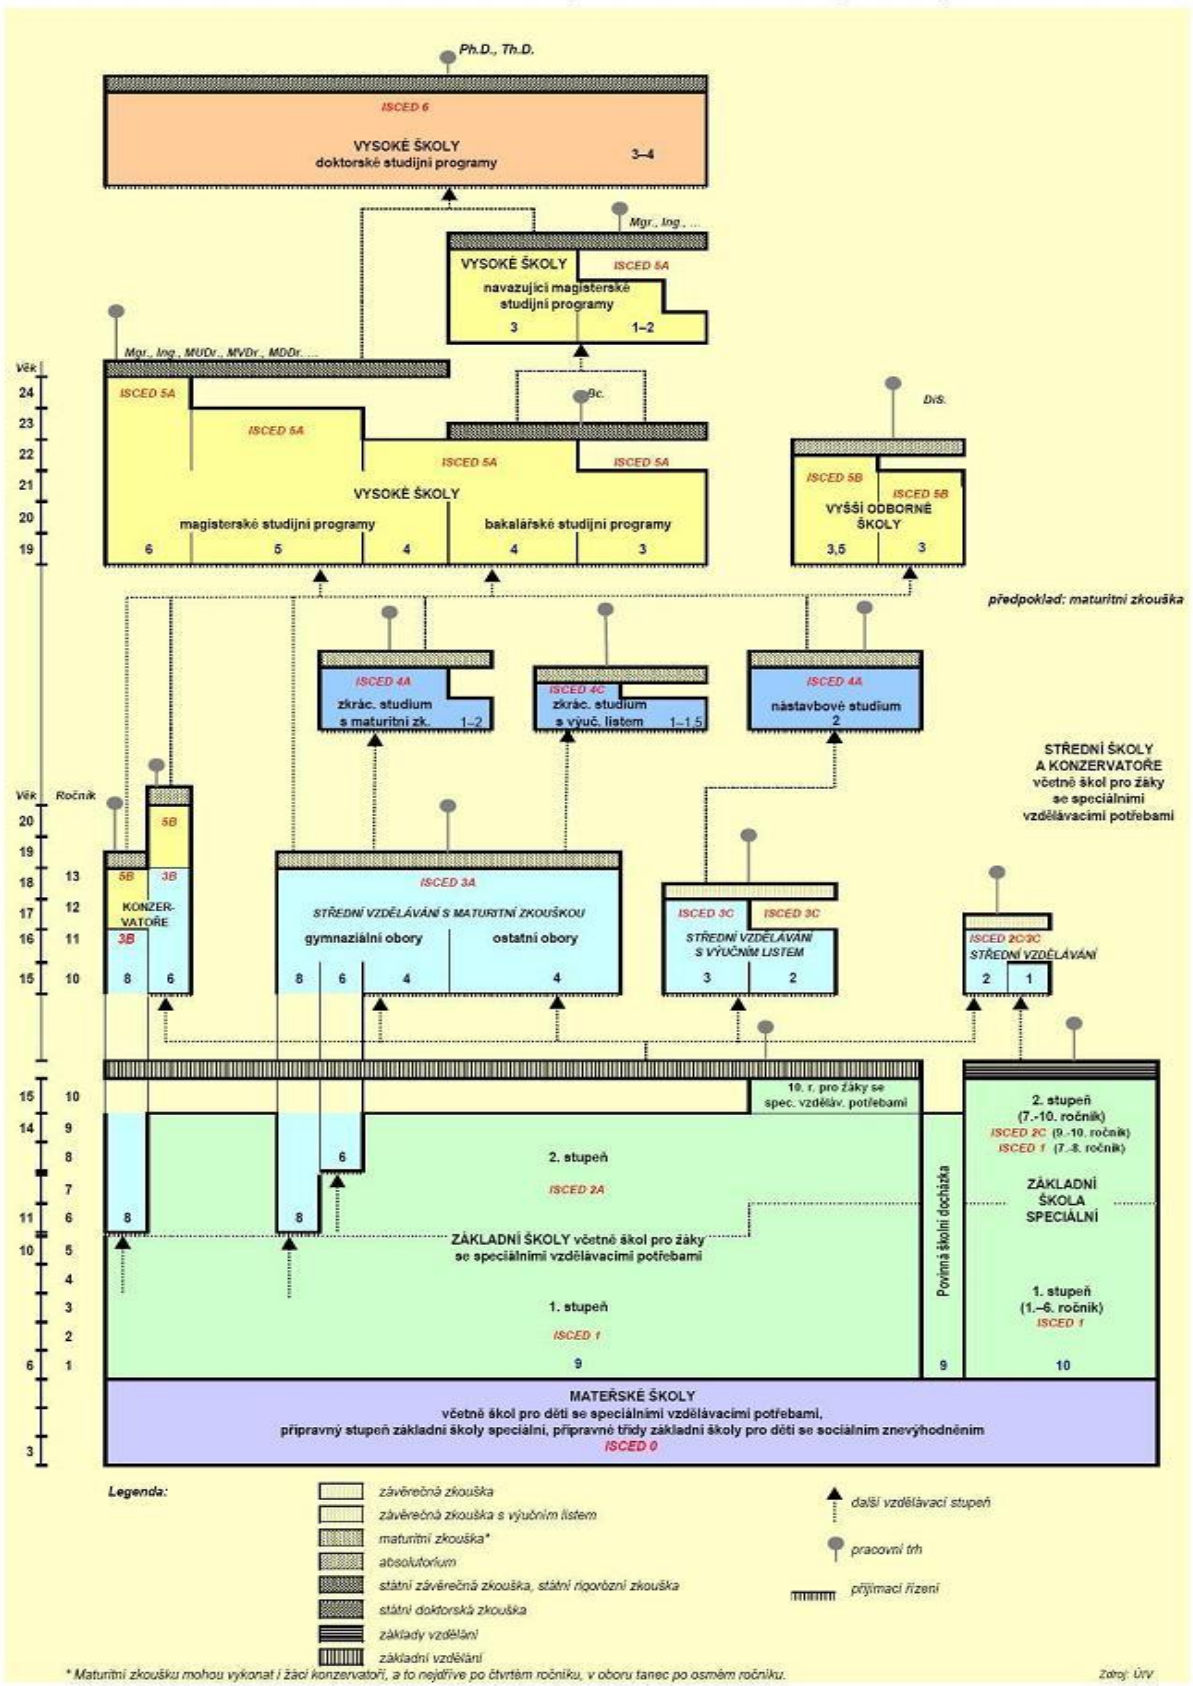 Ph.D., Th.D.
ISCED 6
VYSOKÉ ŠKOLY
doktorské studijní programy
3–4
Mgr., Ing., ...
VYSOKÉ ŠKOLY
ISCED 5A
navazující magisterské
studijní programy
3
1–2
Mgr., Ing., MUDr., MVDr., MDDr. ...
Věk
24
23
22
21
20
19
ISCED 5A
ISCED 5A
Bc.
ISCED 5A
ISCED 5A
VYSOKÉ ŠKOLY
magisterské studijní programy
bakalářské studijní programy
6
5
4
4
3
DiS.
ISCED 5B
ISCED 5B
VYŠŠÍ ODBORNÉ
ŠKOLY
3,5
3
předpoklad: maturitní zkouška
ISCED 4A
zkrác. studium
s maturitní zk.
1–2
ISCED 4C
zkrác. studium
s výuč. listem
1–1,5
ISCED 4A
nástavbové studium
2
STŘEDNÍ ŠKOLY
A KONZERVATOŘE
včetně škol pro žáky
se speciálními
vzdělávacími potřebami
Věk
Ročník
20
19
18
13
17
12
16
11
15
10
5B
5B
3B
KONZER-
VATOŘE
3B
8
6
ISCED 3A
STŘEDNÍ VZDĚLÁVÁNÍ S MATURITNÍ ZKOUŠKOU
gymnaziální obory
ostatní obory
8
6
4
4
ISCED 3C
ISCED 3C
STŘEDNÍ VZDĚLÁVÁNÍ
S VÝUČNÍM LISTEM
3
2
ISCED 2C/3C
STŘEDNÍ VZDĚLÁVÁNÍ
2
1
15
10
14
9
8
7
11
6
10
5
4
3
2
6
1
3
10. r. pro žáky se
spec. vzděláv. potřebami
6
8
8
2. stupeň
ISCED 2A
ZÁKLADNÍ ŠKOLY včetně škol pro žáky
se speciálními vzdělávacími potřebami
1. stupeň
ISCED 1
9
Povinná školní docházka
9
2. stupeň
(7.-10. ročník)
ISCED 2C (9.-10. ročník)
ISCED 1 (7.-8. ročník)
ZÁKLADNÍ
ŠKOLA
SPECIÁLNÍ
1. stupeň
(1.–6. ročník)
ISCED 1
10
MATEŘSKÉ ŠKOLY
včetně škol pro děti se speciálními vzdělávacími potřebami,
přípravný stupeň základní školy speciální, přípravné třídy základní školy pro děti se sociálním znevýhodněním
ISCED 0
Legenda:
závěrečná zkouška
závěrečná zkouška s výučním listem
maturitní zkouška*
absolutorium
státní závěrečná zkouška, státní rigorózní zkouška
státní doktorská zkouška
základy vzdělání
základní vzdělání
další vzdělávací stupeň
pracovní trh
přijímací řízení
* Maturitní zkoušku mohou vykonat i žáci konzervatoří, a to nejdříve po čtvrtém ročníku, v oboru tanec po osmém ročníku.
Zdroj: ÚIV